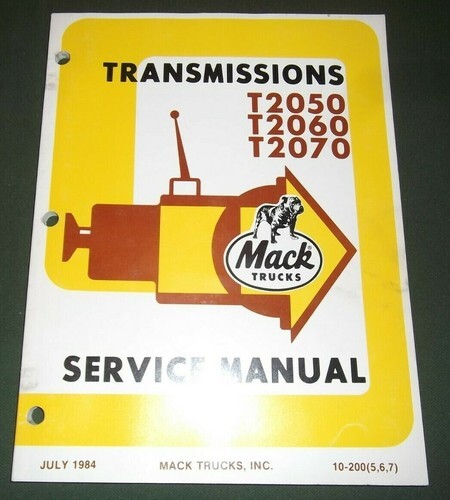 TRANSMISSIONS
T2050
T2060
T2070
Mack®
TRUCKS
SERVICE MANUAL
JULY 1984 MACK TRUCKS, INC. 10-200(5,6,7)